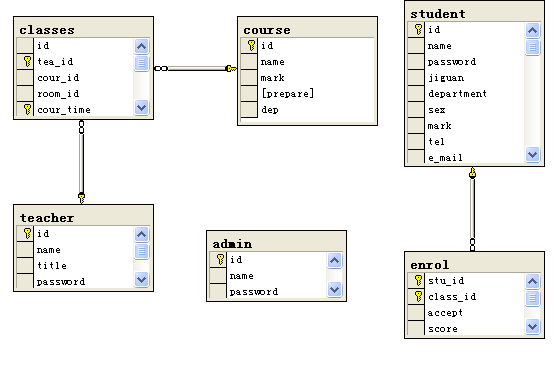 classes
id
tea_id
cour_id
room_id
cour_time
course
id
name
mark
[prepare]
dep
student
id
name
password
jiguan
department
sex
mark
tel
e_mail
teacher
id
name
title
password
admin
id
name
password
enrol
stu_id
class_id
accept
score